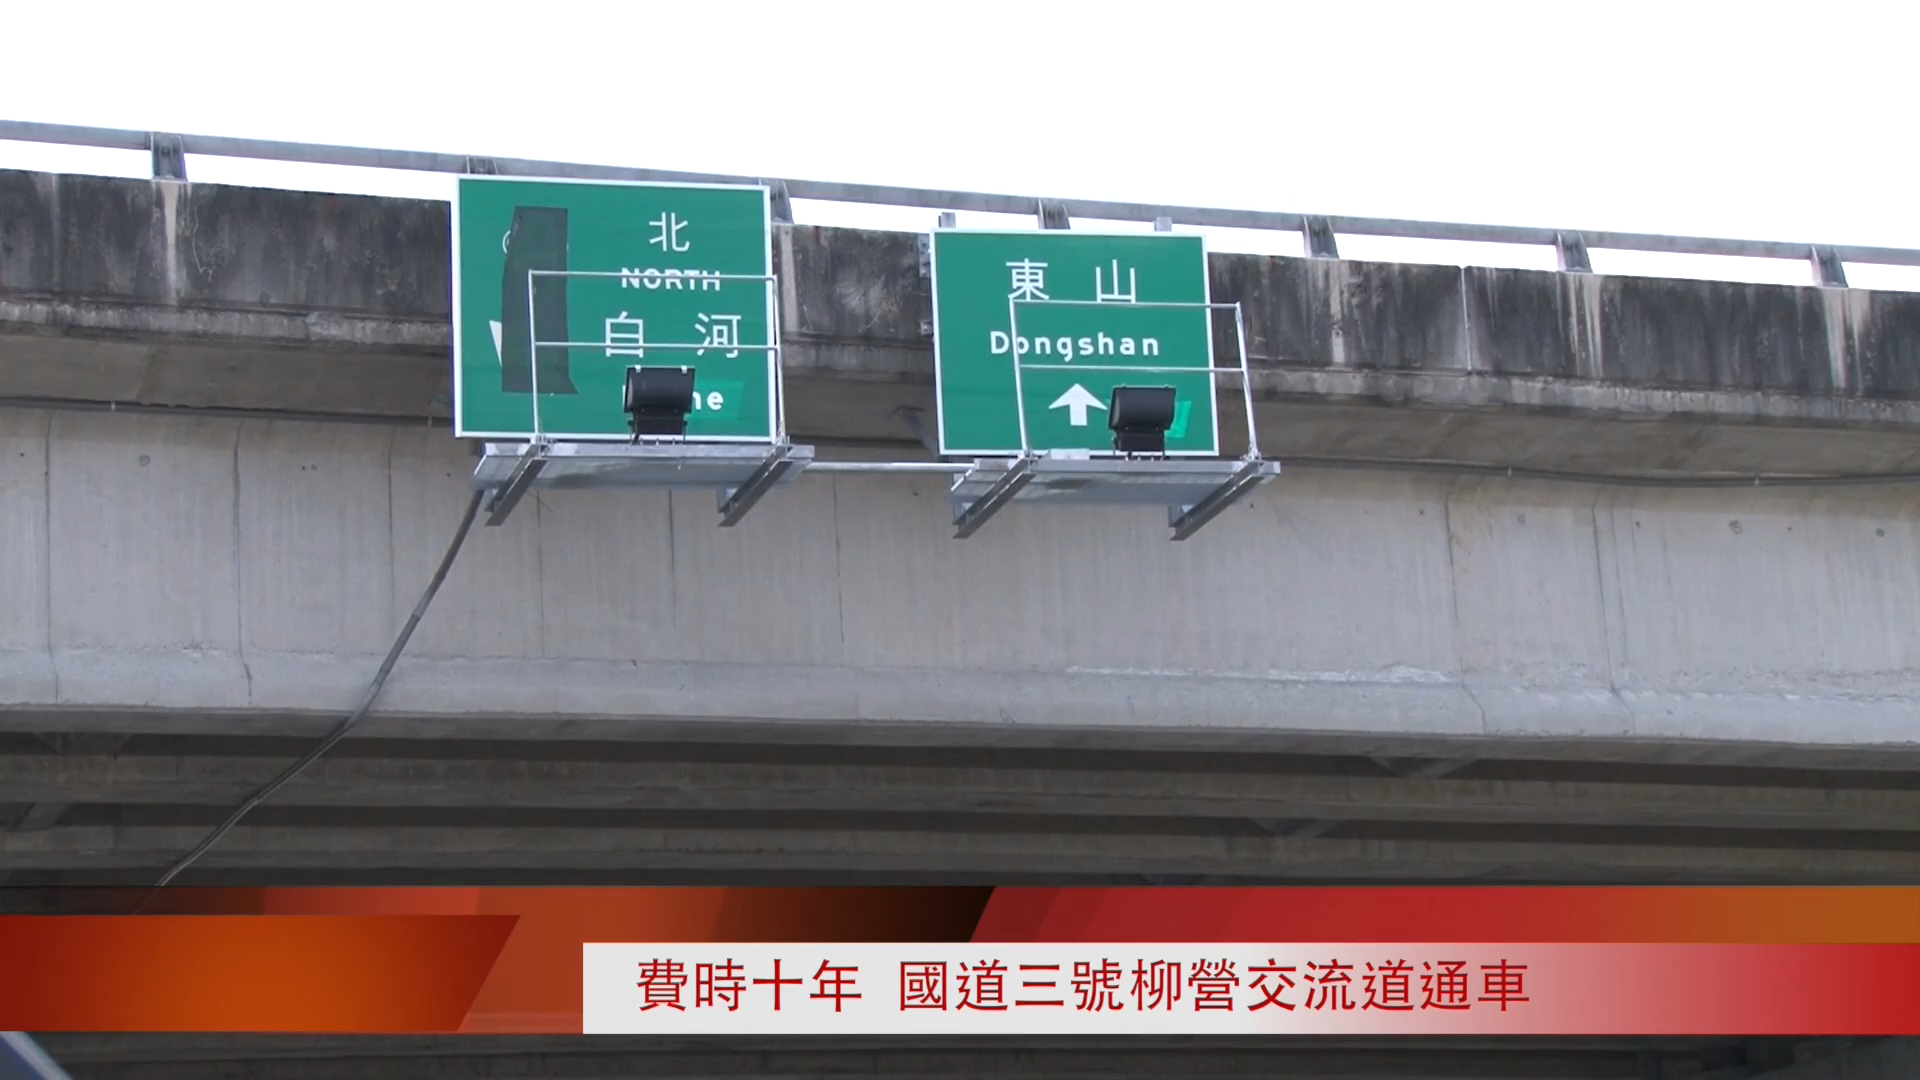 北
NORTH
白河
東山
Dongshan
費時十年 國道三號柳營交流道通車